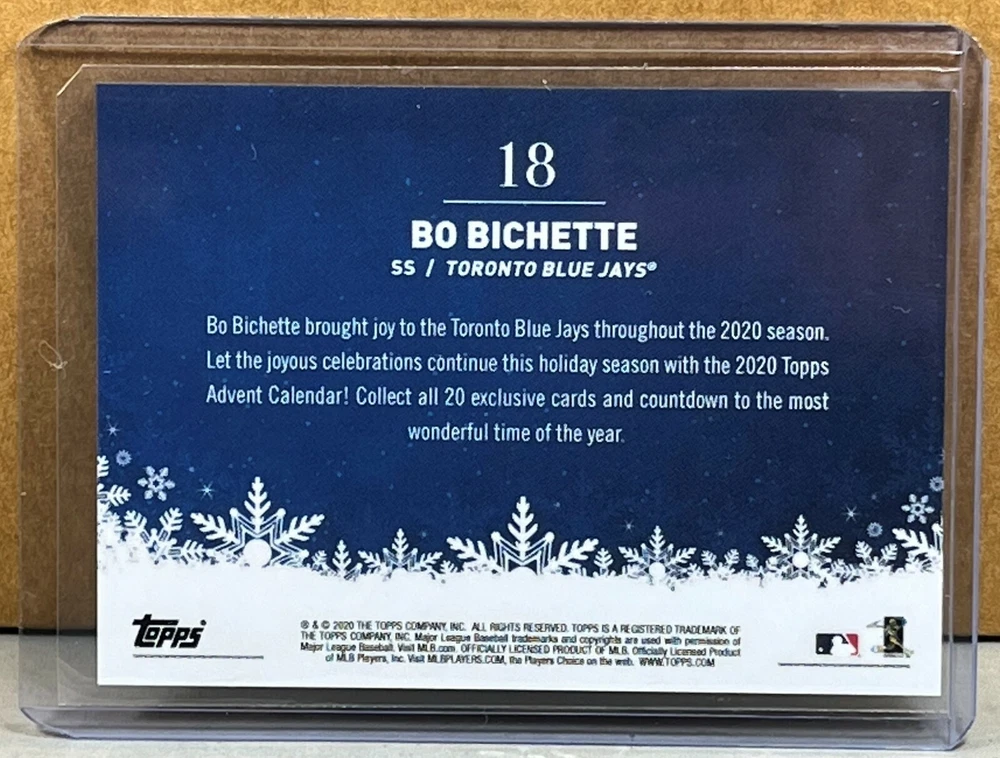 18
BO BICHETTE
SS / TORONTO BLUE JAYS®
Bo Bichette brought joy to the Toronto Blue Jays throughout the 2020 season.
Let the joyous celebrations continue this holiday season with the 2020 Topps
Advent Calendar! Collect all 20 exclusive cards and countdown to the most
wonderful time of the year.
topps
® & © 2020 THE TOPPS COMPANY, INC. ALL RIGHTS RESERVED. TOPPS IS A REGISTERED TRADEMARK OF
THE TOPPS COMPANY, INC. Major League Baseball trademarks and copyrights are used with permission of
Major League Baseball. Visit MLB.com. OFFICIALLY LICENSED PRODUCT OF MLB. Officially Licensed Product
of MLB Players, Inc. Visit MLBPLAYERS.COM, the Players Choice on the web. WWW.TOPPS.COM